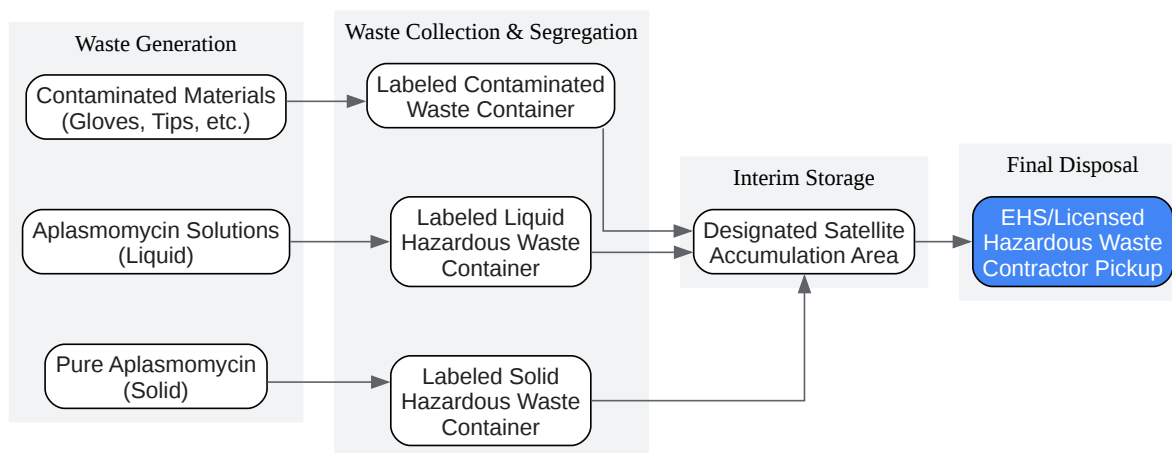 Waste Generation
Contaminated Materials
(Gloves, Tips, etc.)
Aplasmomycin Solutions
(Liquid)
Pure Aplasmomycin
(Solid)
Waste Collection & Segregation
Labeled Contaminated
Waste Container
Labeled Liquid
Hazardous Waste
Container
Labeled Solid
Hazardous Waste
Container
Interim Storage
Designated Satellite
Accumulation Area
Final Disposal
EHS/Licensed
Hazardous Waste
Contractor Pickup